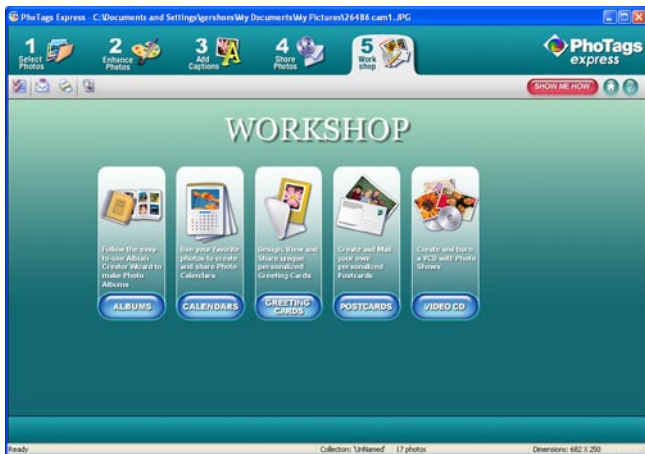 PhoTags Express - C:\Documents and Settings\gershons\My Documents\My Pictures\26486 cam1.JPG
1 Select Photos
2 Enhance Photos
3 Add Captions
4 Share Photos
5 Work shop
PhoTags express
SHOW ME HOW
WORKSHOP
Follow the easy-
to-use Album
Creator Wizard to
make Photo
Albums
ALBUMS
Use your favorite
photos to create
and share Photo
Calendars
CALENDARS
Design, View and
Share unique
personalized
Greeting Cards
GREETING
CARDS
Create and Mail
your own
personalized
Postcards
POSTCARDS
Create and burn
a VCD with Photo
Shows
VIDEO CD
Ready
Collection: 'UnNamed'
17 photos
Dimensions: 682 X 250